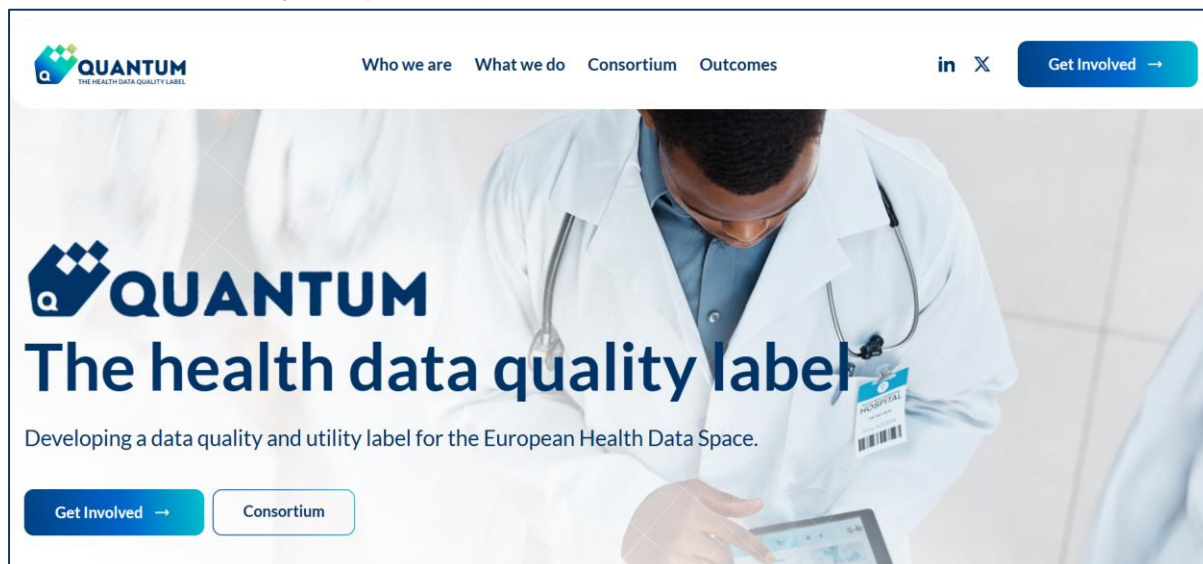 QUANTUM
THE HEALTH DATA QUALITY LABEL
Who we are What we do Consortium Outcomes
in X
Get Involved →
QUANTUM
The health data quality label
HOSPITAL
Developing a data quality and utility label for the European Health Data Space.
Get Involved →
Consortium